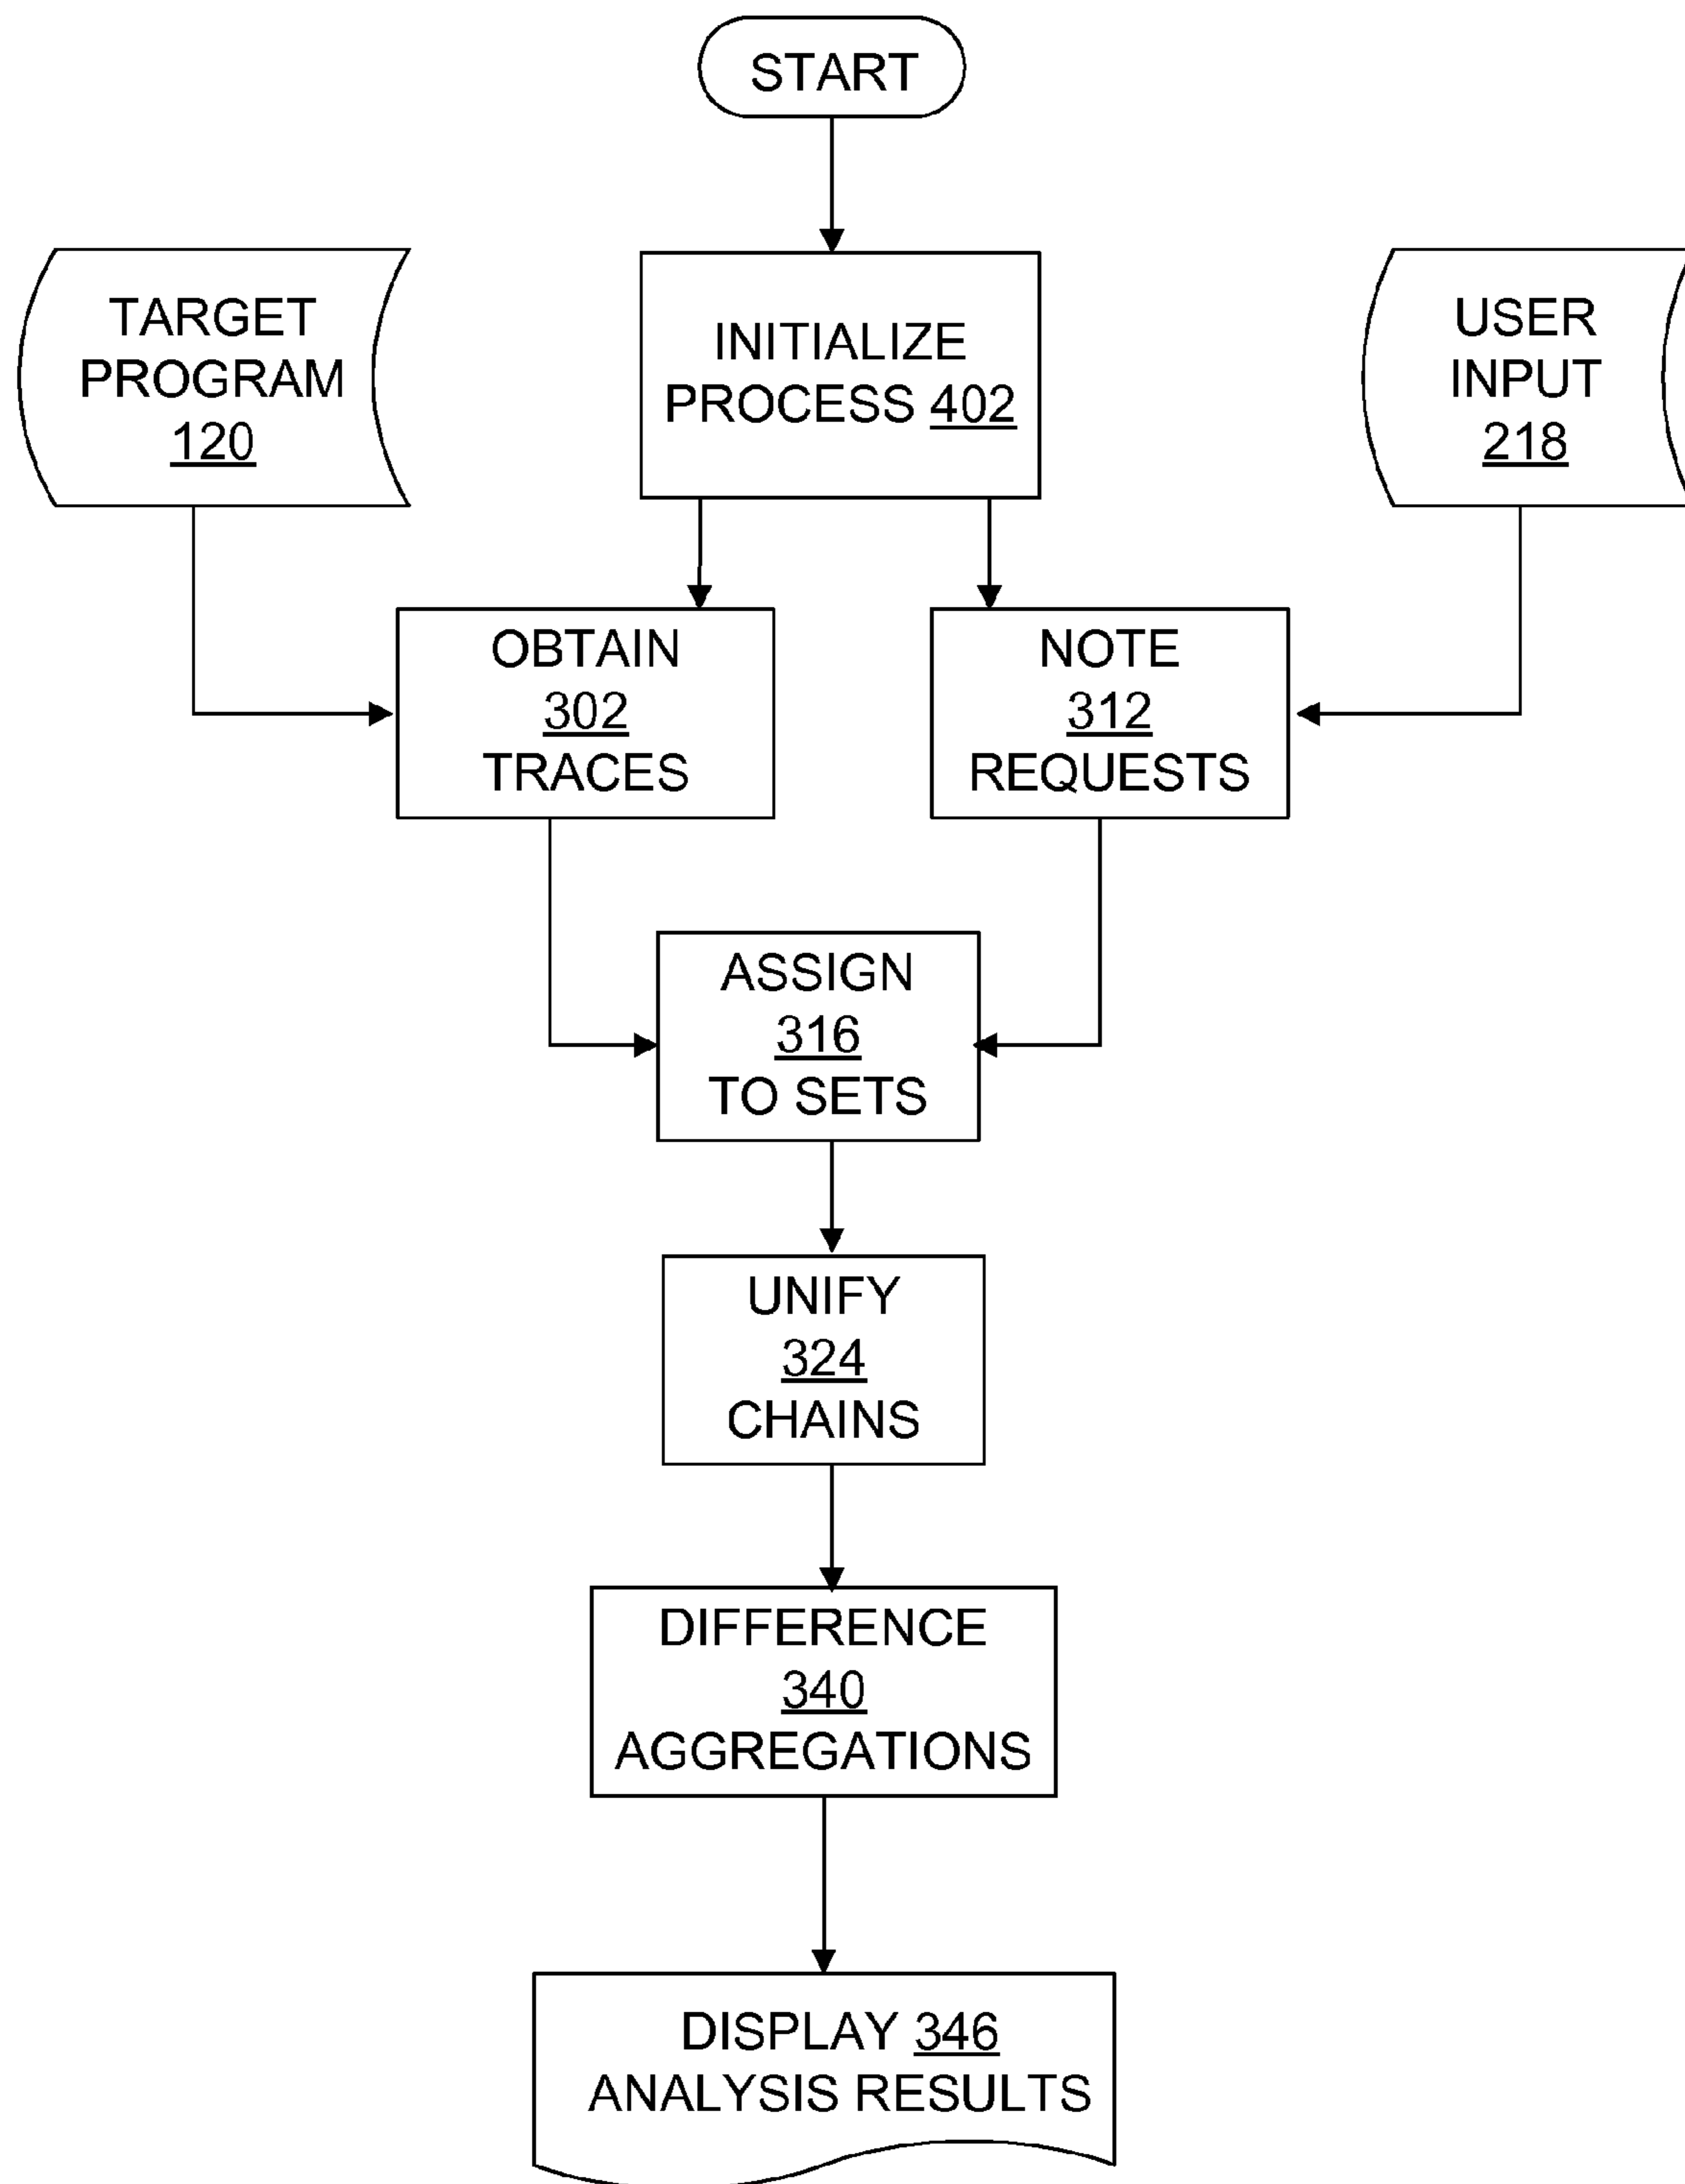 START
TARGET
PROGRAM
120
INITIALIZE
PROCESS 402
USER
INPUT
218
OBTAIN
302
TRACES
NOTE
312
REQUESTS
ASSIGN
316
TO SETS
UNIFY
324
CHAINS
DIFFERENCE
340
AGGREGATIONS
DISPLAY 346
ANALYSIS RESULTS